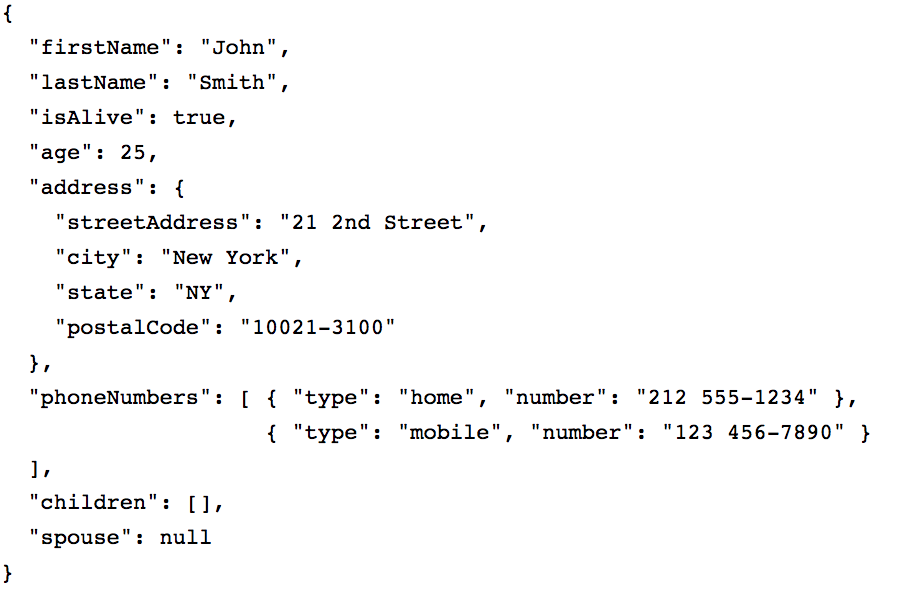 {
  "firstName": "John",
  "lastName": "Smith",
  "isAlive": true,
  "age": 25,
  "address": {
    "streetAddress": "21 2nd Street",
    "city": "New York",
    "state": "NY",
    "postalCode": "10021-3100"
  },
  "phoneNumbers": [ { "type": "home", "number": "212 555-1234" },
                    { "type": "mobile", "number": "123 456-7890" }
  ],
  "children": [],
  "spouse": null
}